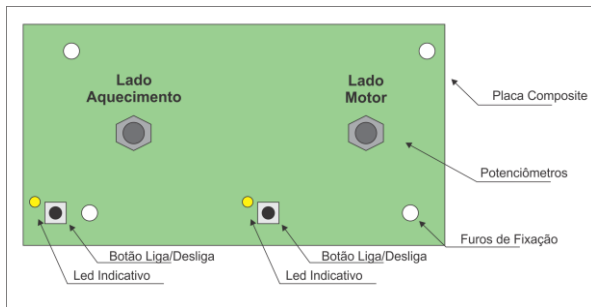 Lado
Aquecimento
Lado
Motor
Placa Composite
Potenciômetros
Furos de Fixação
Botão Liga/Desliga
Led Indicativo
Botão Liga/Desliga
Led Indicativo